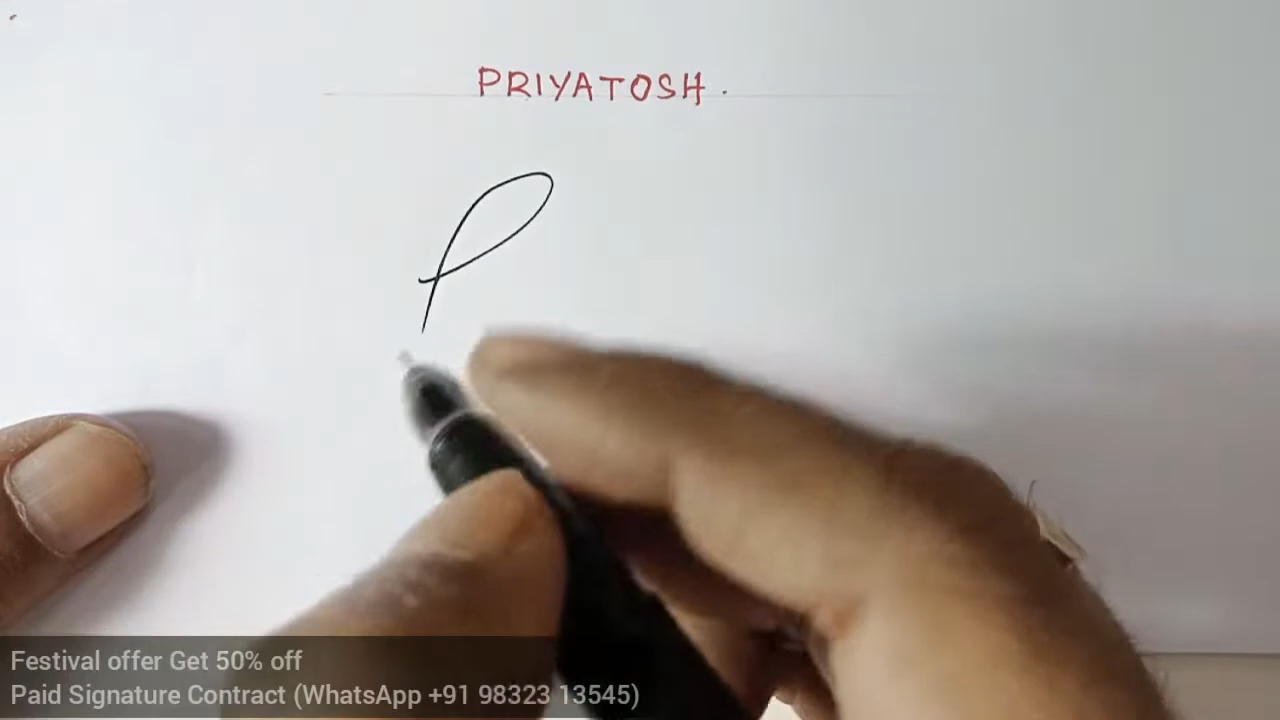 PRIYATOSH.
P
Festival offer Get 50% off
Paid Signature Contract (WhatsApp +91 98323 13545)